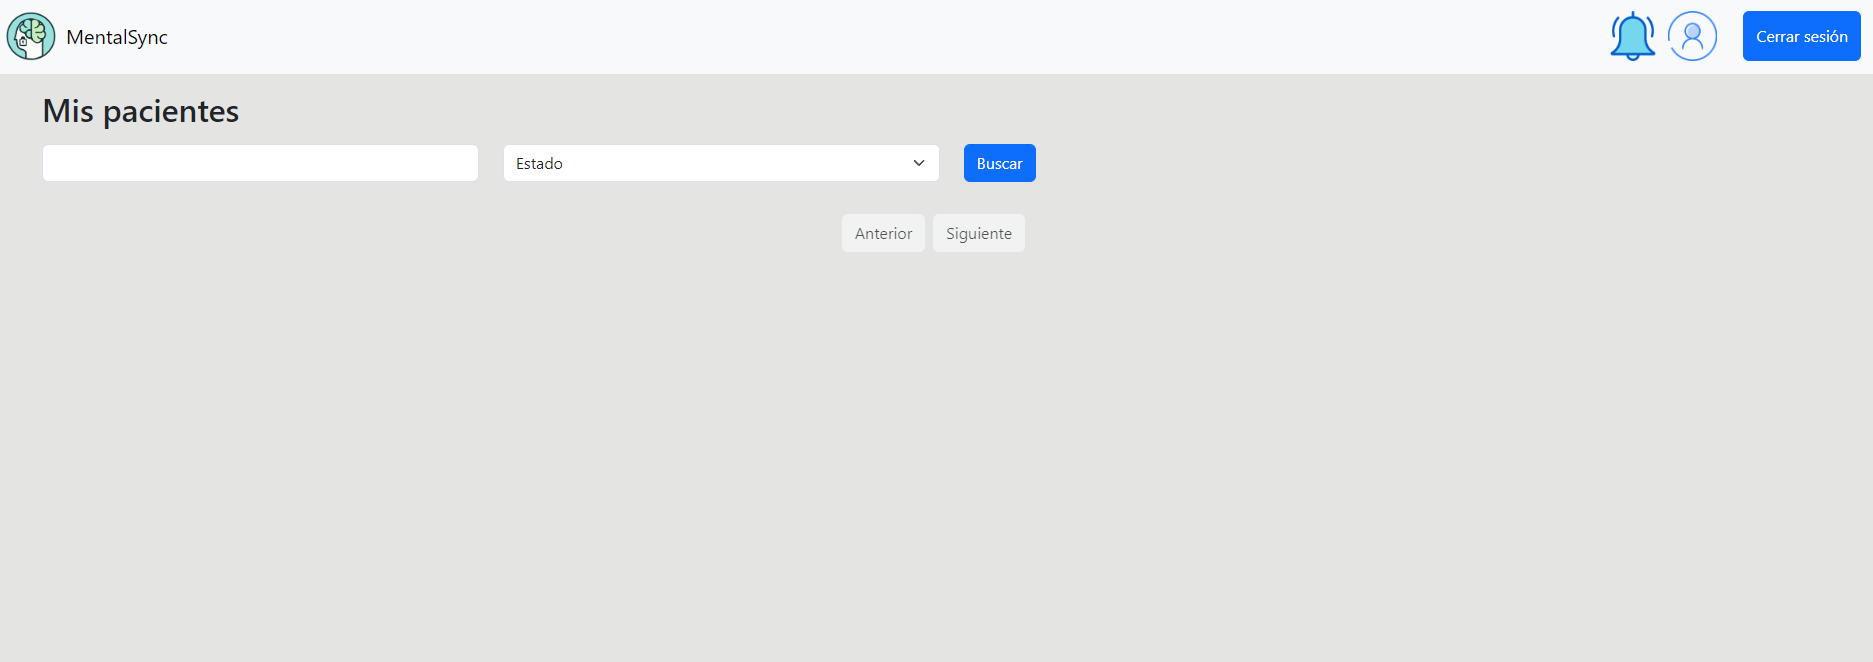 MentalSync
Cerrar sesión
Mis pacientes
Estado
Buscar
Anterior
Siguiente